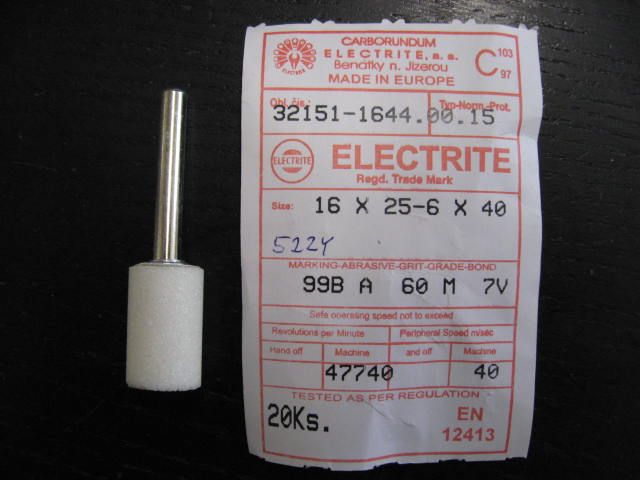 CARBORUNDUM
ELECTRITE, a. s.
Benátky n. Jizerou
MADE IN EUROPE
C 103
97
ELECTRITE
Obj. čís.: Typ-Norm.-Prot.
32151-1644.00.15
ELECTRITE
ELECTRITE
Regd. Trade Mark
Size: 16 X 25-6 X 40
5224
MARKING-ABRASIVE-GRIT-GRADE-BOND
99B A 60 M 7V
Safe operating speed not to exceed
Revolutions per Minute Peripheral Speed m/sec
Hand off Machine and off Machine
47740 40
TESTED AS PER REGULATION
20Ks. EN
12413